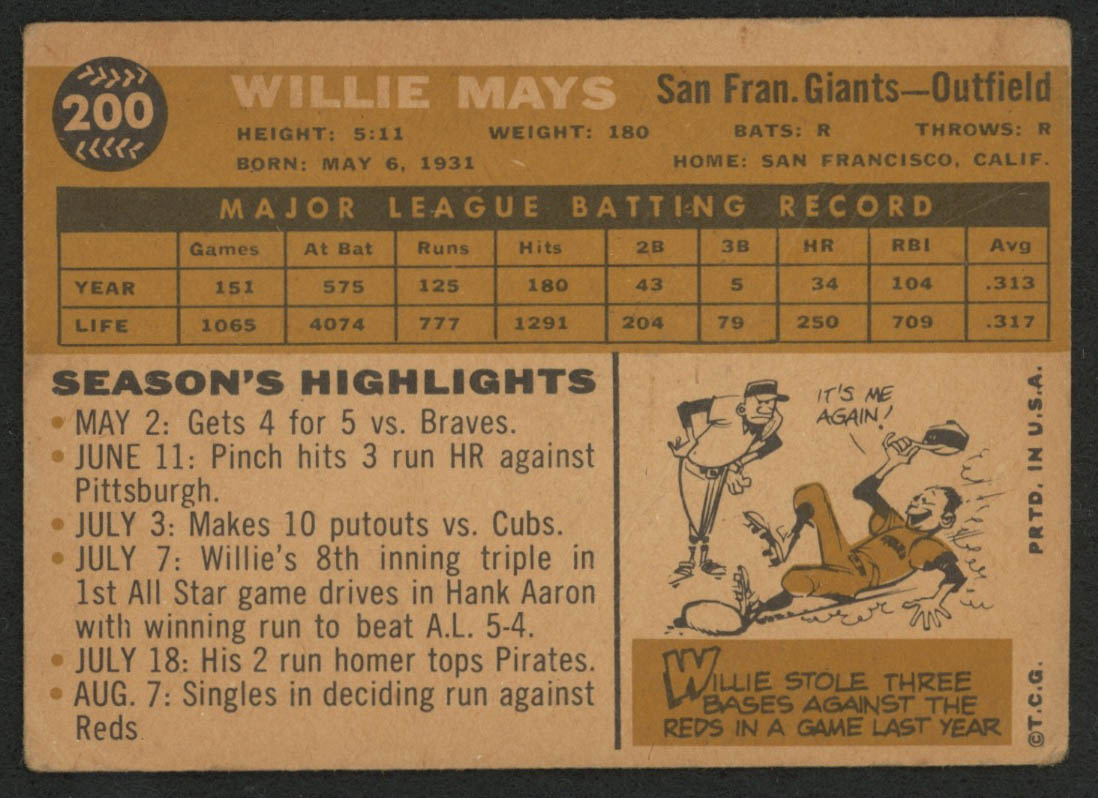 200
WILLIE MAYS San Fran. Giants—Outfield
HEIGHT: 5:11 WEIGHT: 180 BATS: R THROWS: R
BORN: MAY 6, 1931 HOME: SAN FRANCISCO, CALIF.
MAJOR LEAGUE BATTING RECORD
Games At Bat Runs Hits 2B 3B HR RBI Avg
YEAR 151 575 125 180 43 5 34 104 .313
LIFE 1065 4074 777 1291 204 79 250 709 .317
SEASON'S HIGHLIGHTS
• MAY 2: Gets 4 for 5 vs. Braves.
• JUNE 11: Pinch hits 3 run HR against
Pittsburgh.
• JULY 3: Makes 10 putouts vs. Cubs.
• JULY 7: Willie's 8th inning triple in
1st All Star game drives in Hank Aaron
with winning run to beat A.L. 5-4.
• JULY 18: His 2 run homer tops Pirates.
• AUG. 7: Singles in deciding run against
Reds
IT'S ME
AGAIN!
WILLIE STOLE THREE
BASES AGAINST THE
REDS IN A GAME LAST YEAR
©T.C.G. PRTD. IN U.S.A.